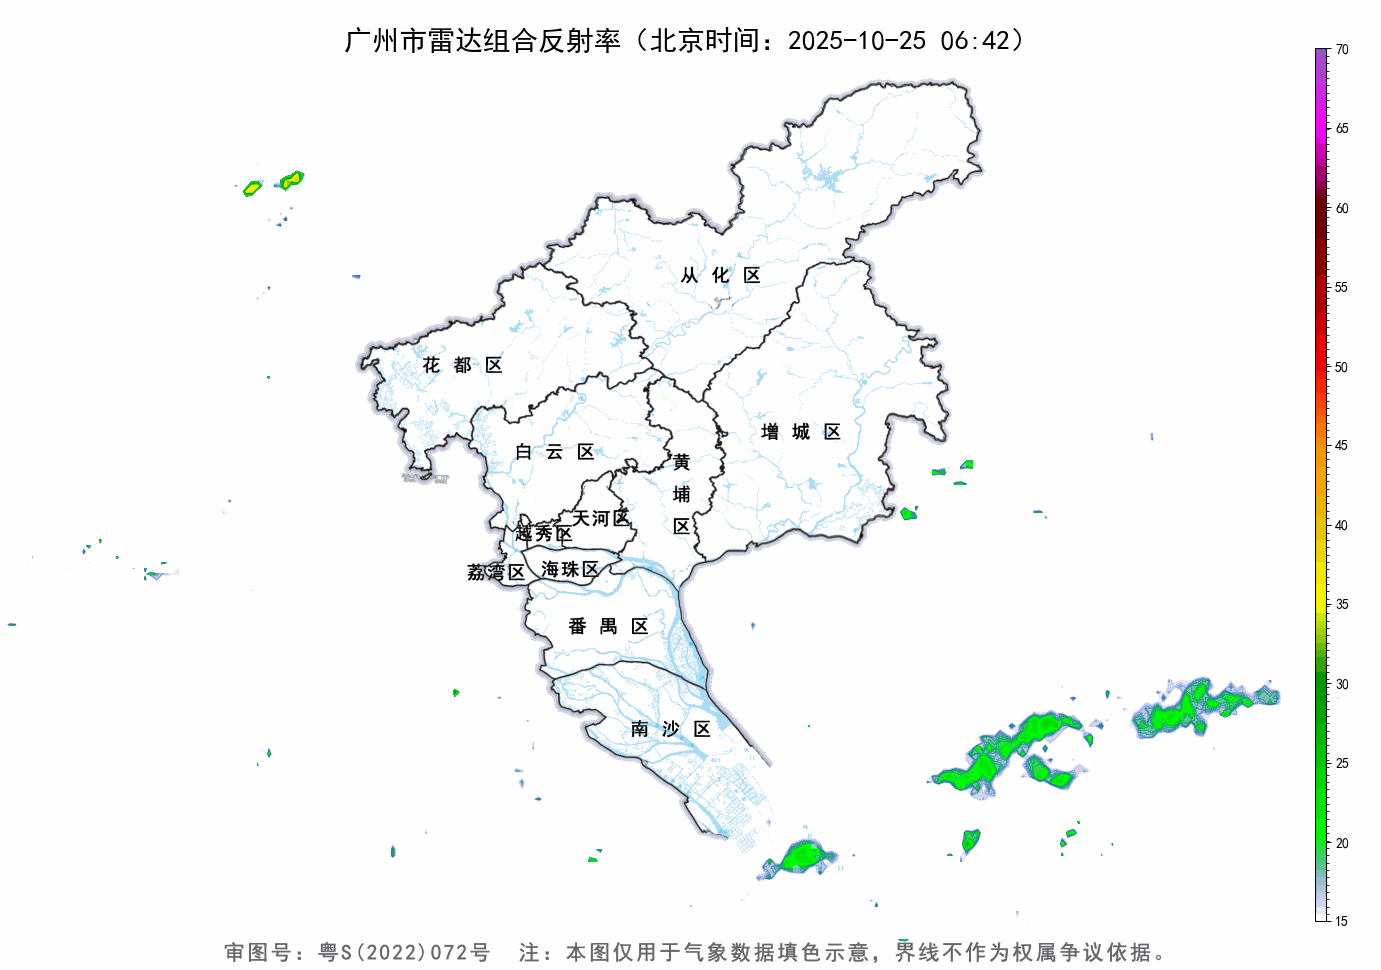 广州市雷达组合反射率（北京时间：2025-10-25 06:42）
70
65
60
55
50
45
40
35
30
25
20
15
从化区
花都区
增城区
白云区
黄埔区
天河区
越秀区
荔湾区
海珠区
番禺区
南沙区
审图号：粤S(2022)072号 注：本图仅用于气象数据填色示意，界线不作为权属争议依据。